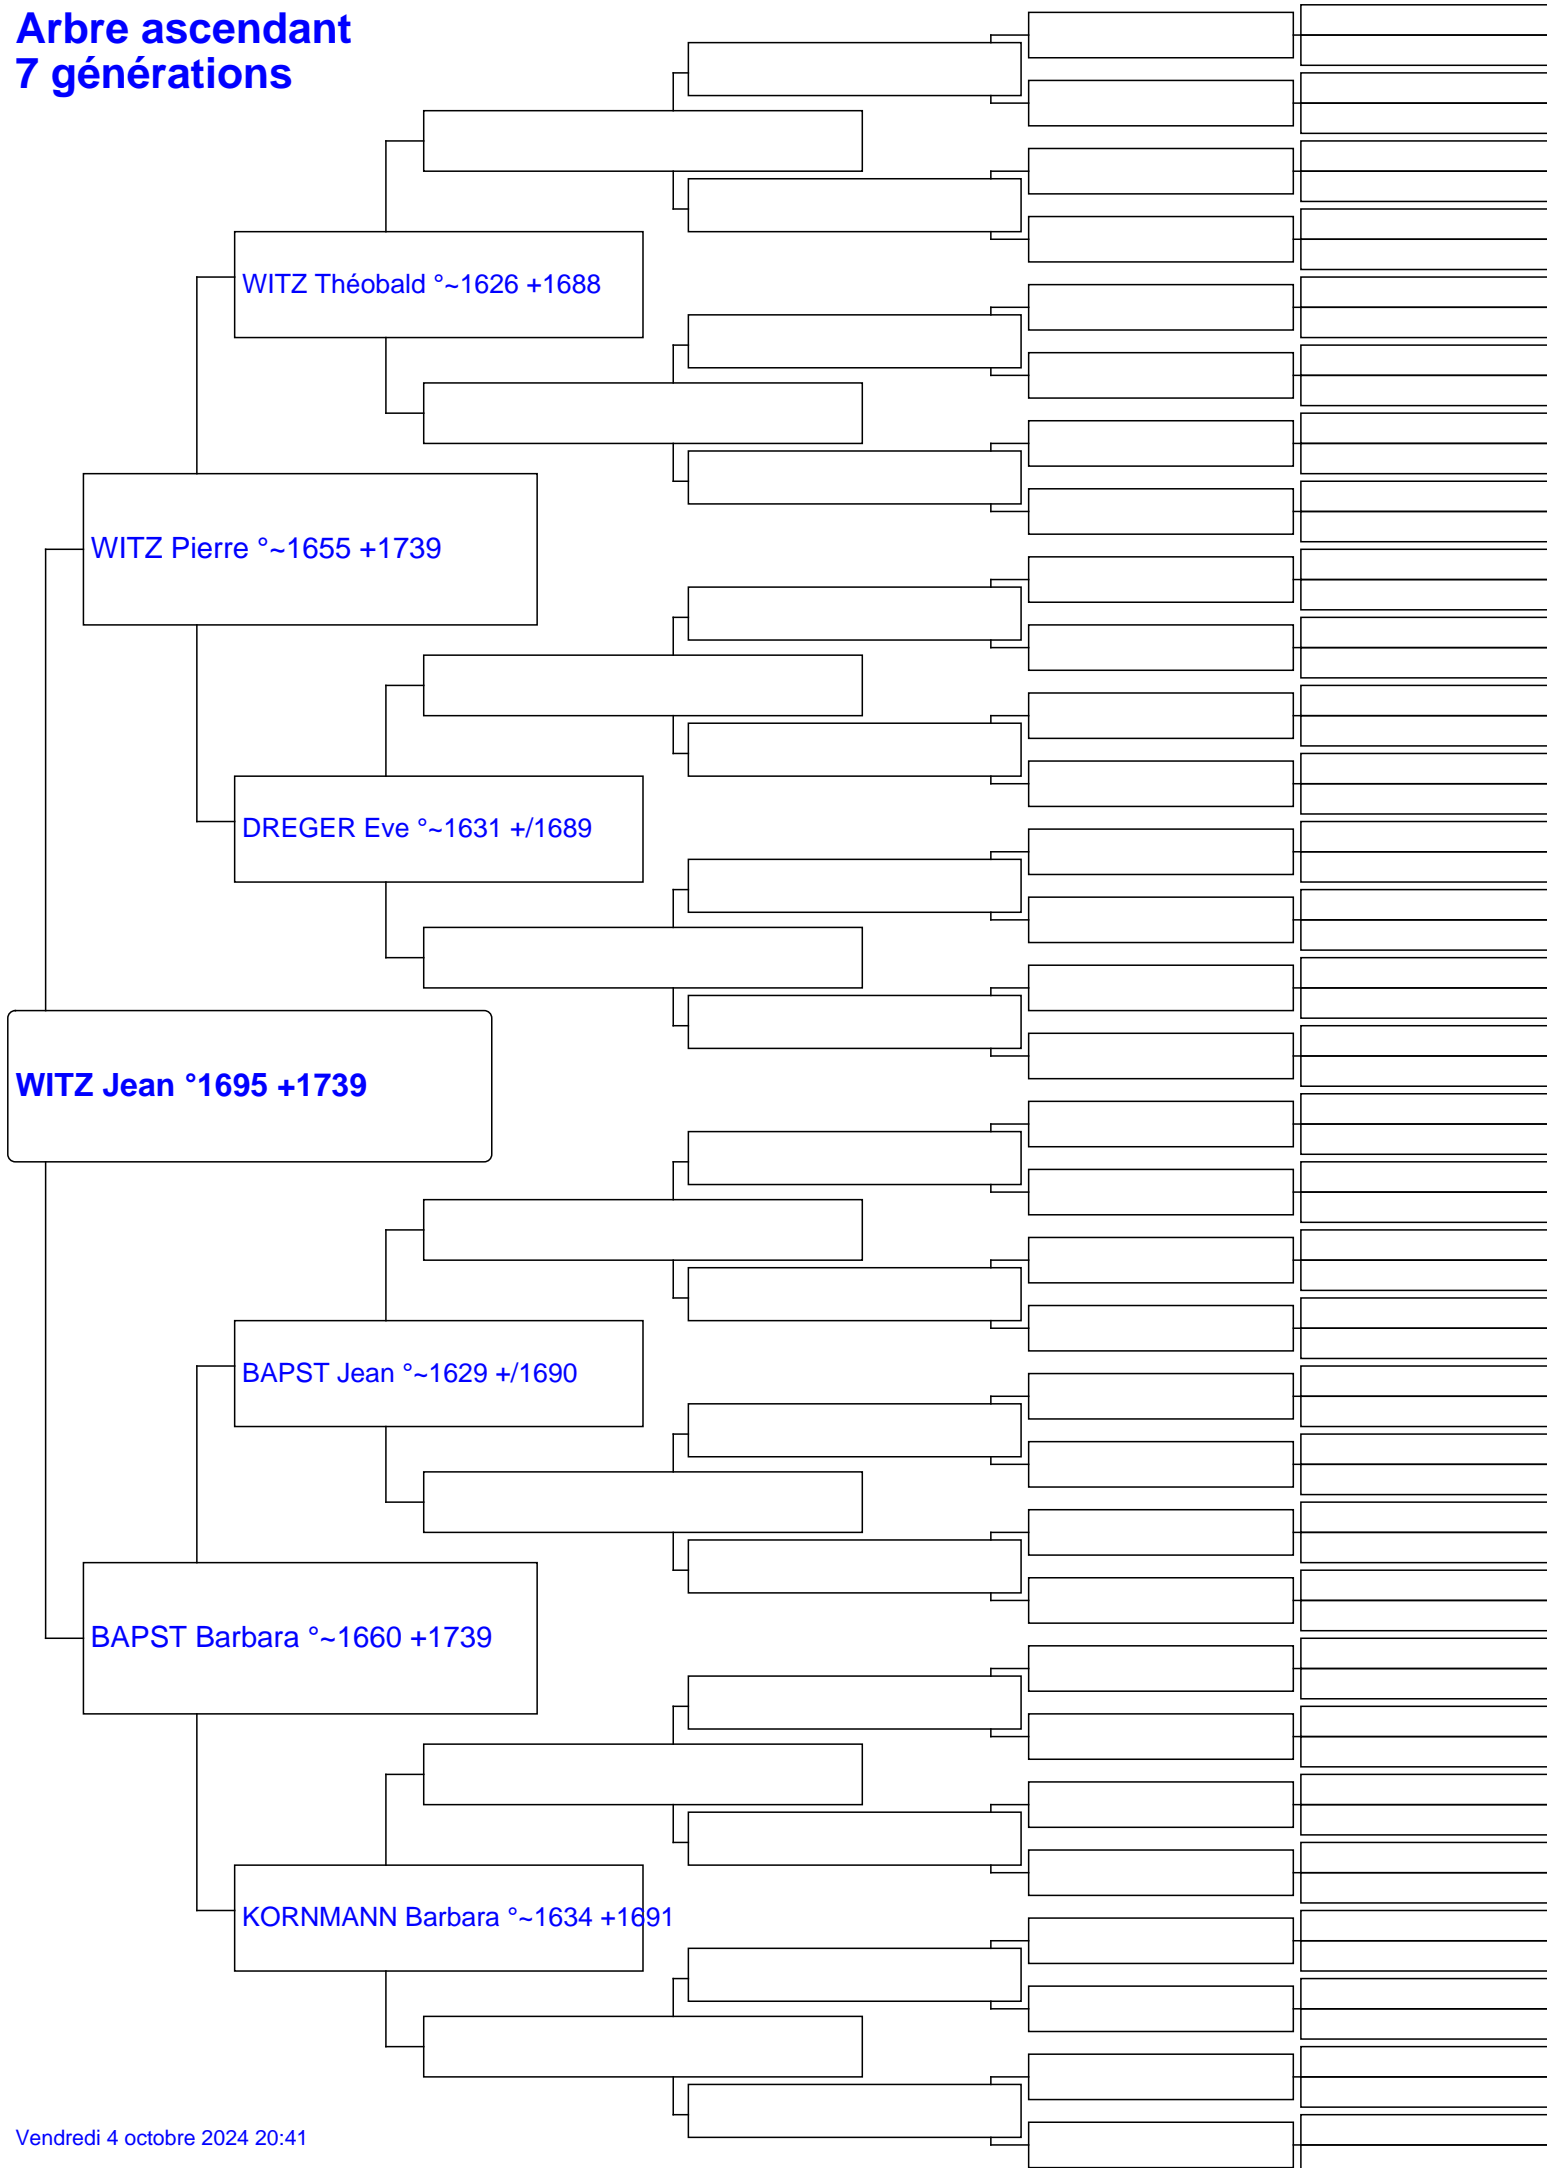 Arbre ascendant
7 générations
WITZ Théobald °~1626 +1688
WITZ Pierre °~1655 +1739
DREGER Eve °~1631 +/1689
WITZ Jean °1695 +1739
BAPST Jean °~1629 +/1690
BAPST Barbara °~1660 +1739
KORNMANN Barbara °~1634 +1691
Vendredi 4 octobre 2024 20:41